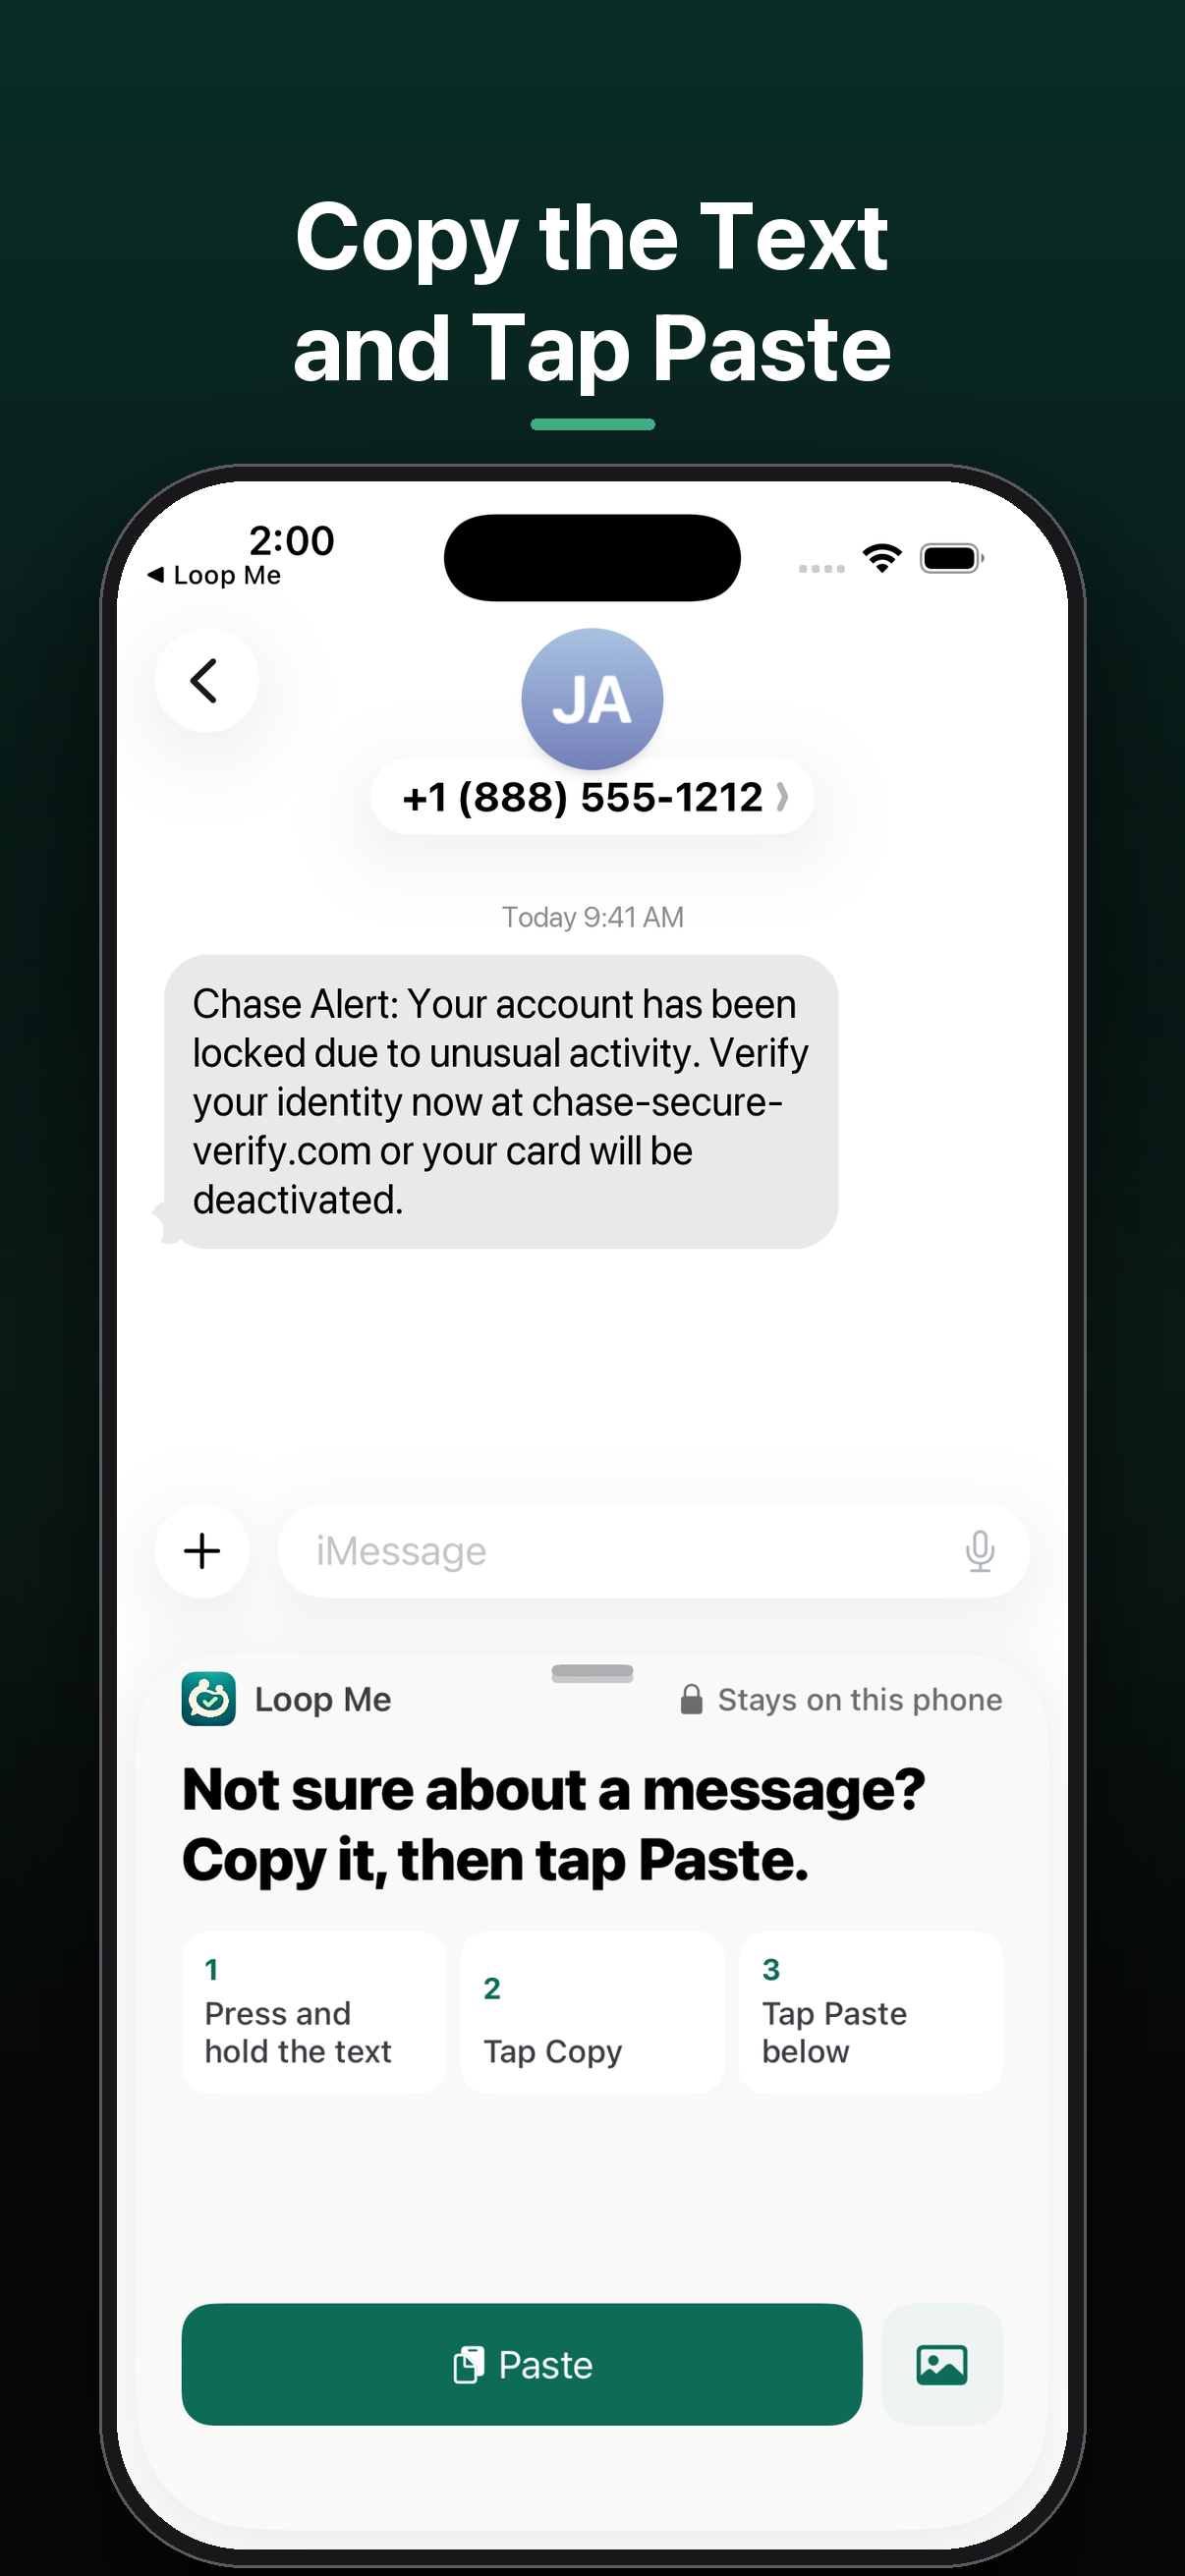 Copy the Text
and Tap Paste
2:00
Loop Me
JA
+1 (888) 555-1212
Today 9:41 AM
Chase Alert: Your account has been
locked due to unusual activity. Verify
your identity now at chase-secure-
verify.com or your card will be
deactivated.
iMessage
Loop Me
Stays on this phone
Not sure about a message?
Copy it, then tap Paste.
1
Press and
hold the text
2
Tap Copy
3
Tap Paste
below
Paste